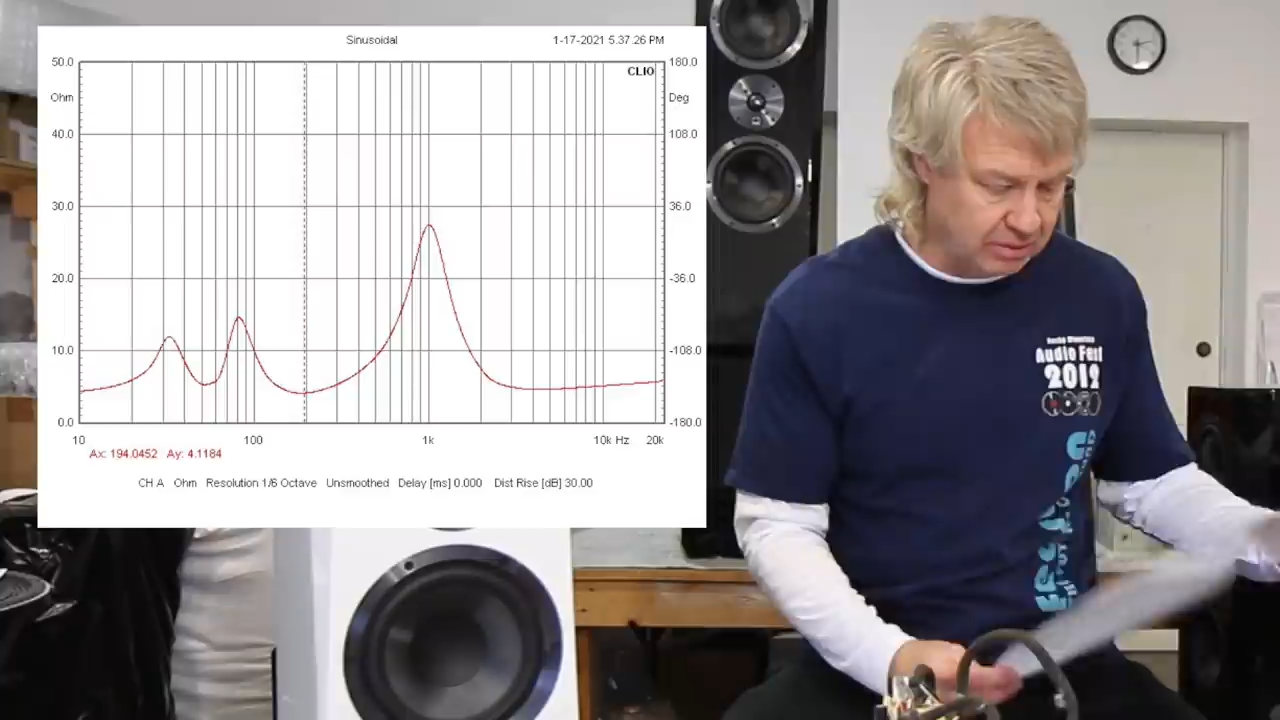 Sinusoidal 1-17-2021 5.37.26 PM
50.0 180.0
CLIO
Ohm Deg
40.0 108.0
30.0 36.0
20.0 -36.0
10.0 -108.0
0.0 -180.0
10 100 1k 10k Hz 20k
Ax: 194.0452 Ay: 4.1184
CH A Ohm Resolution 1/6 Octave Unsmoothed Delay [ms] 0.000 Dist Rise [dB] 30.00
Audio Fest
2012